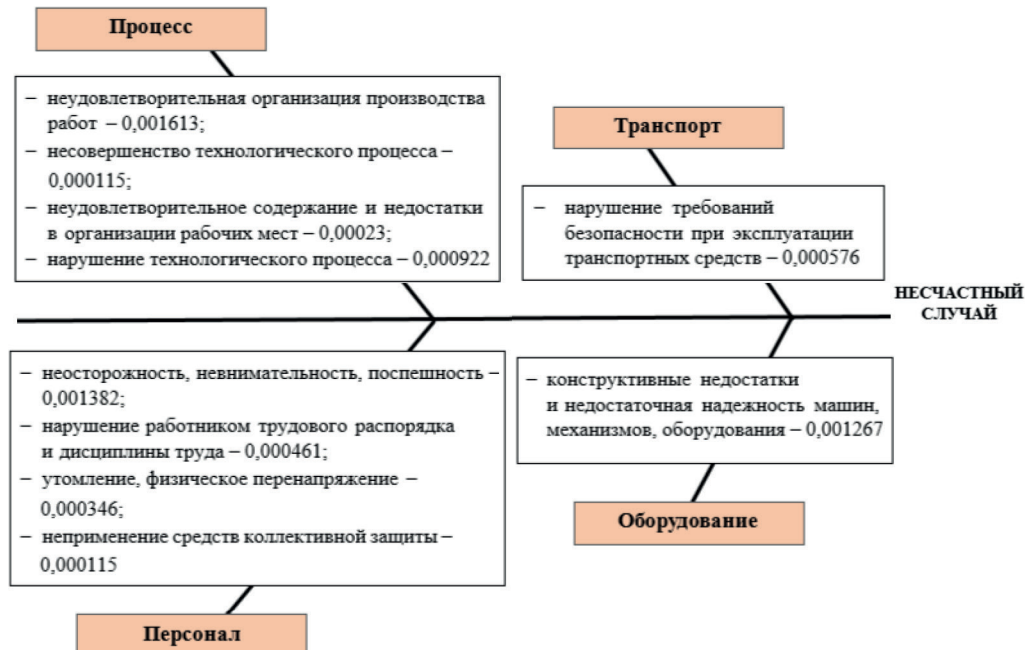 Процесс
– неудовлетворительная организация производства
работ – 0,001613;
– несовершенство технологического процесса –
0,000115;
– неудовлетворительное содержание и недостатки
в организации рабочих мест – 0,00023;
– нарушение технологического процесса – 0,000922
Транспорт
– нарушение требований
безопасности при эксплуатации
транспортных средств – 0,000576
НЕСЧАСТНЫЙ
СЛУЧАЙ
– неосторожность, невнимательность, поспешность –
0,001382;
– нарушение работником трудового распорядка
и дисциплины труда – 0,000461;
– утомление, физическое перенапряжение –
0,000346;
– неприменение средств коллективной защиты –
0,000115
Персонал
– конструктивные недостатки
и недостаточная надежность машин,
механизмов, оборудования – 0,001267
Оборудование